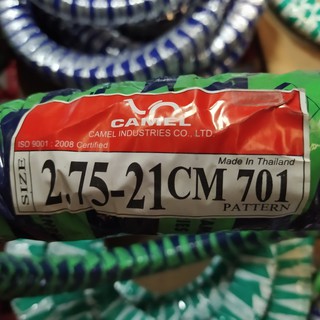 CAMEL
CAMEL INDUSTRIES CO., LTD
ISO 9001 : 2008 Certified
Made In Thailand
SIZE 2.75-21 CM 701
PATTERN